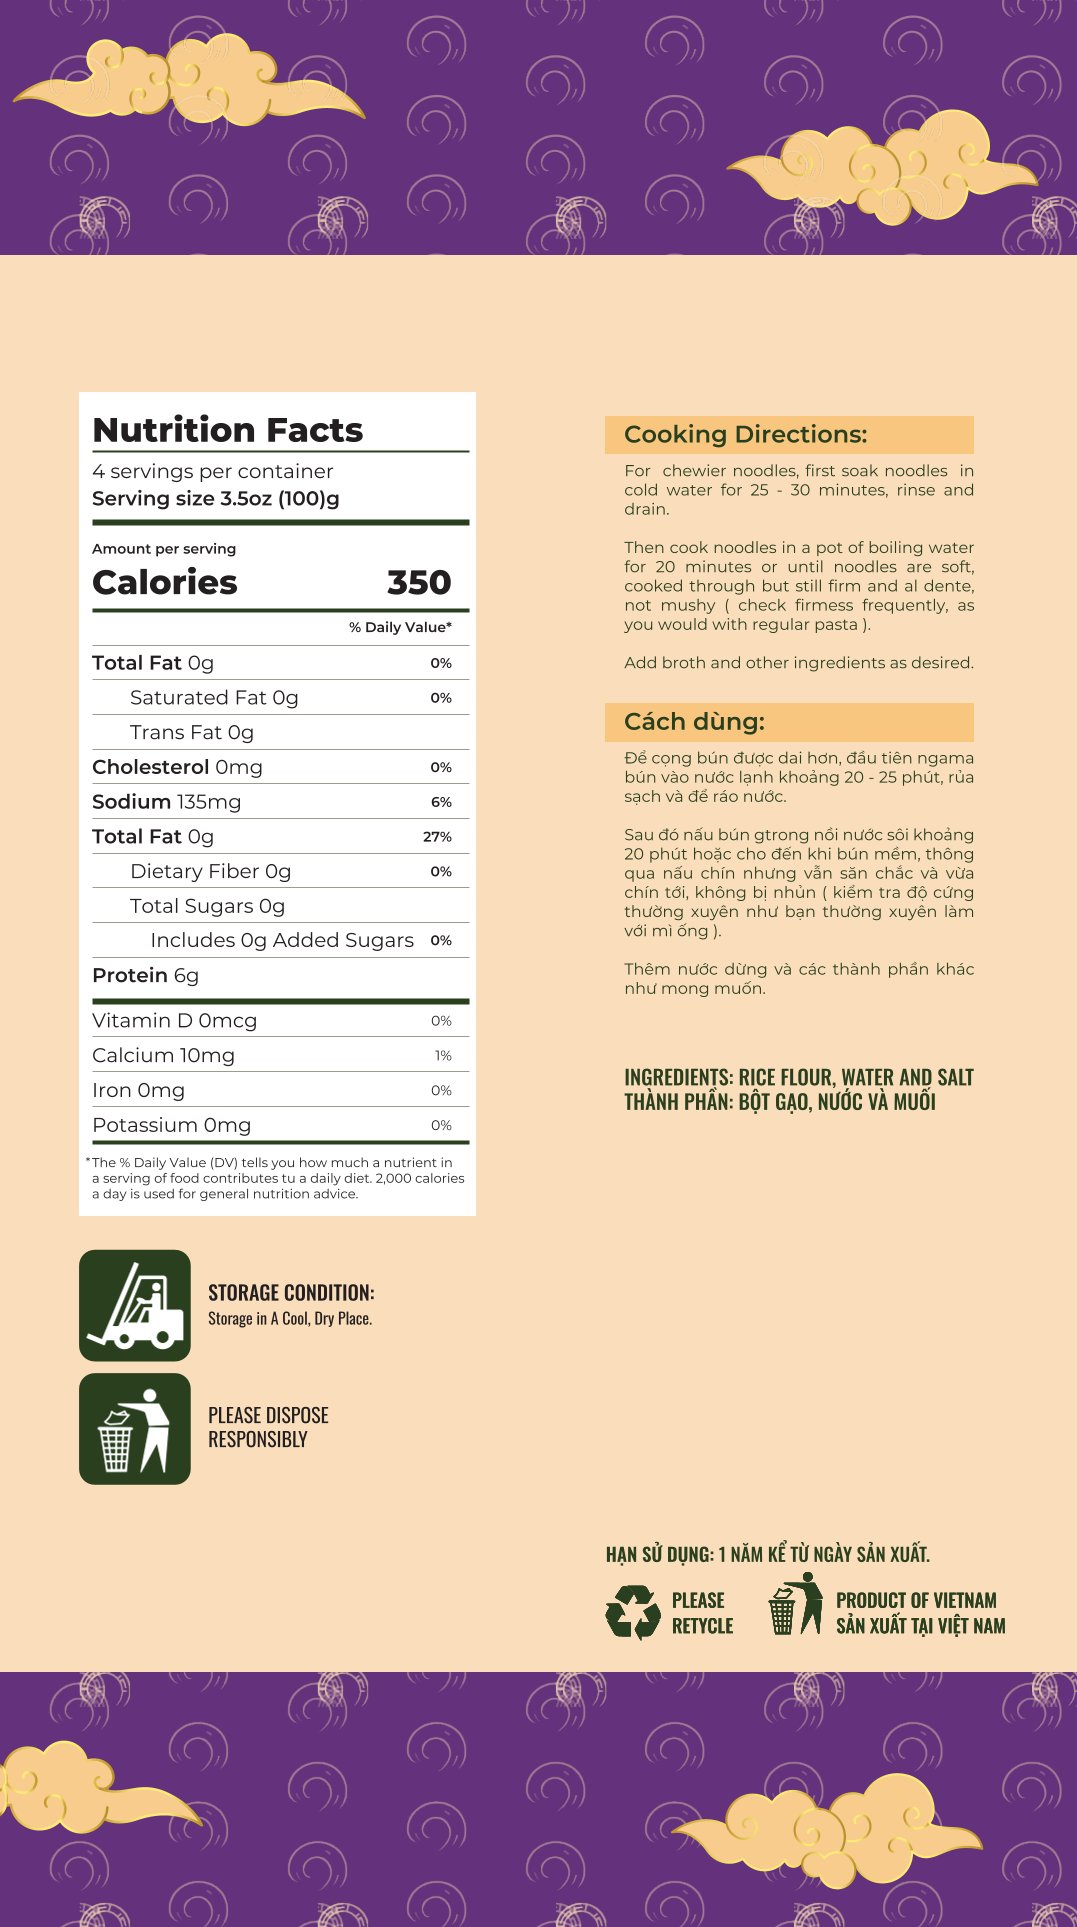 Nutrition Facts
4 servings per container
Serving size 3.5oz (100)g
Amount per serving
Calories 350
% Daily Value*
Total Fat 0g 0%
Saturated Fat 0g 0%
Trans Fat 0g
Cholesterol 0mg 0%
Sodium 135mg 6%
Total Fat 0g 27%
Dietary Fiber 0g 0%
Total Sugars 0g
Includes 0g Added Sugars 0%
Protein 6g
Vitamin D 0mcg 0%
Calcium 10mg 1%
Iron 0mg 0%
Potassium 0mg 0%
*The % Daily Value (DV) tells you how much a nutrient in
a serving of food contributes tu a daily diet. 2,000 calories
a day is used for general nutrition advice.
STORAGE CONDITION:
Storage in A Cool, Dry Place.
PLEASE DISPOSE
RESPONSIBLY
Cooking Directions:
For chewier noodles, first soak noodles in
cold water for 25 - 30 minutes, rinse and
drain.
Then cook noodles in a pot of boiling water
for 20 minutes or until noodles are soft,
cooked through but still firm and al dente,
not mushy ( check firmess frequently, as
you would with regular pasta ).
Add broth and other ingredients as desired.
Cách dùng:
Để cọng bún được dai hơn, đầu tiên ngama
bún vào nước lạnh khoảng 20 - 25 phút, rủa
sạch và để ráo nước.
Sau đó nấu bún gtrong nồi nước sôi khoảng
20 phút hoặc cho đến khi bún mềm, thông
qua nấu chín nhưng vẫn săn chắc và vừa
chín tới, không bị nhủn ( kiểm tra độ cứng
thường xuyên như bạn thường xuyên làm
với mì ống ).
Thêm nước dừng và các thành phần khác
như mong muốn.
INGREDIENTS: RICE FLOUR, WATER AND SALT
THÀNH PHẦN: BỘT GẠO, NƯỚC VÀ MUỐI
HẠN SỬ DỤNG: 1 NĂM KỂ TỪ NGÀY SẢN XUẤT.
PLEASE
RETYCLE
PRODUCT OF VIETNAM
SẢN XUẤT TẠI VIỆT NAM